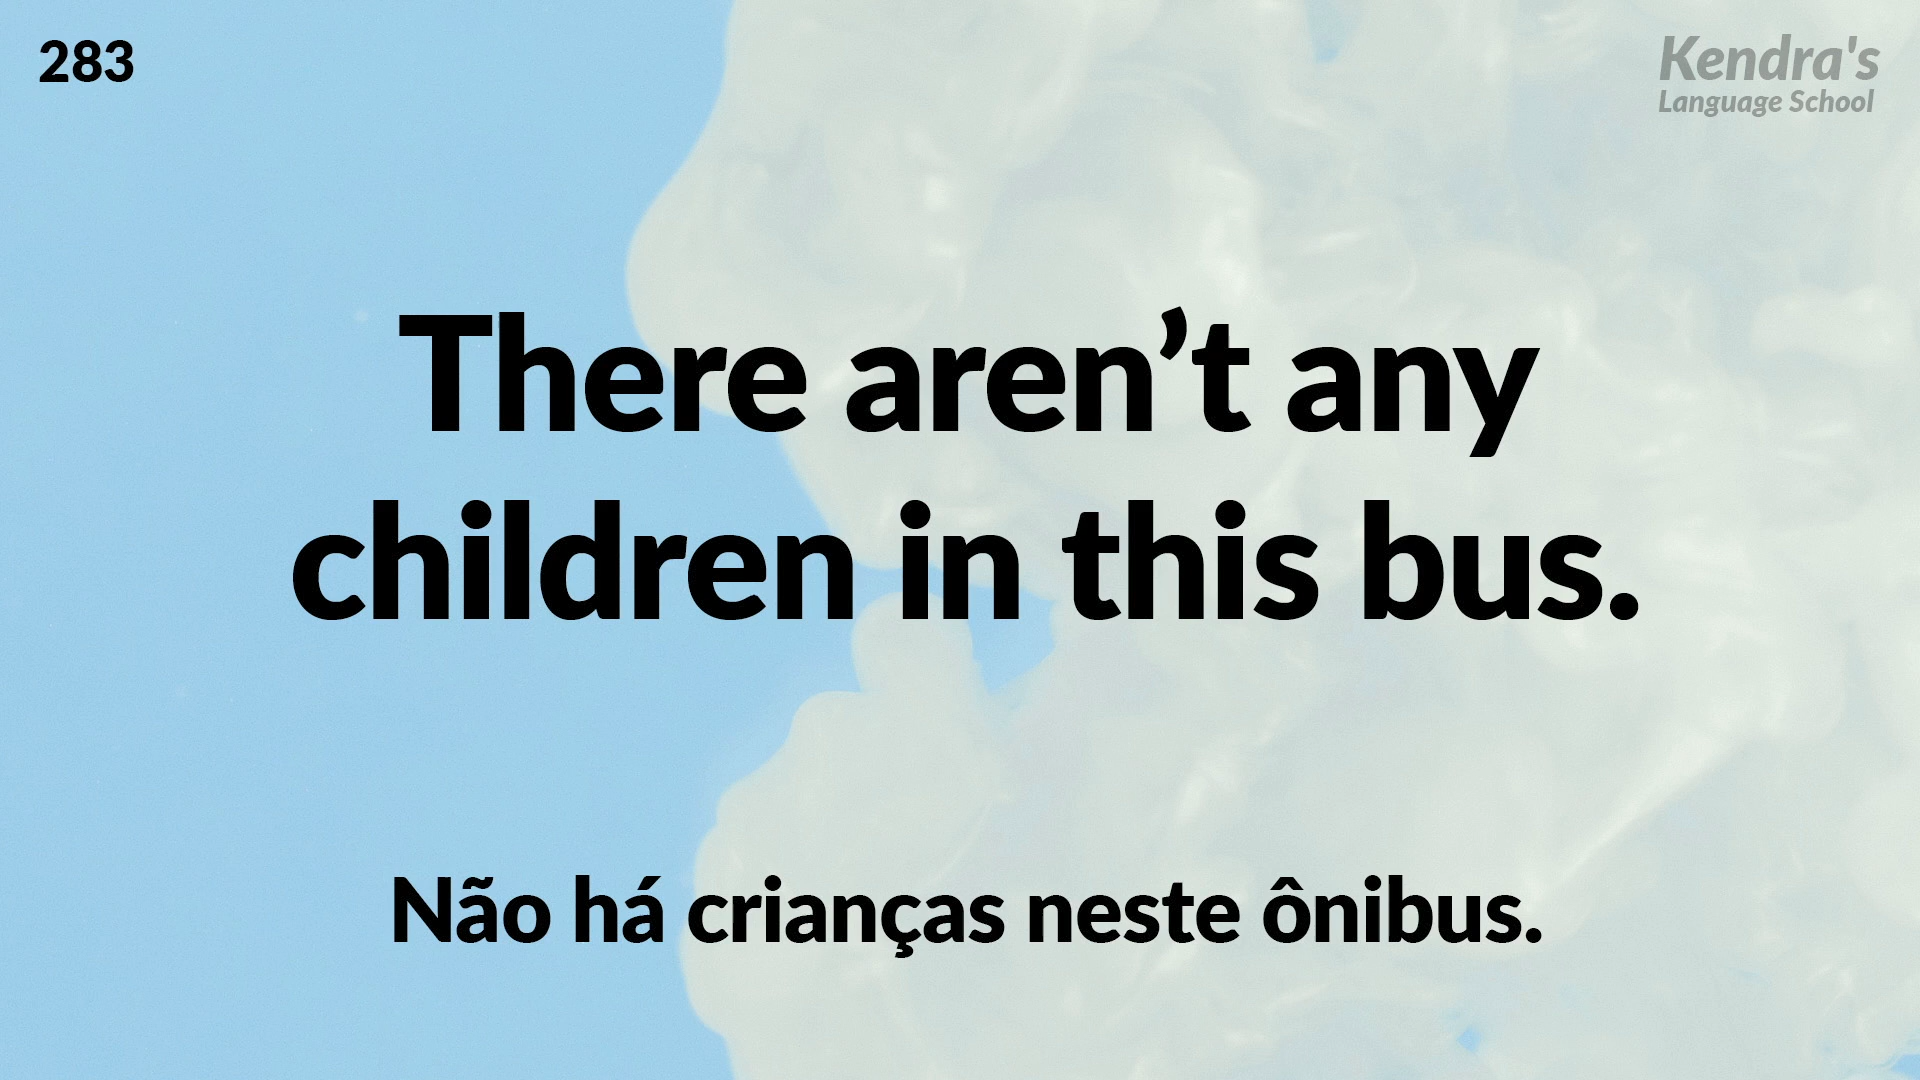 283
Kendra's
Language School
There aren’t any
children in this bus.
Não há crianças neste ônibus.